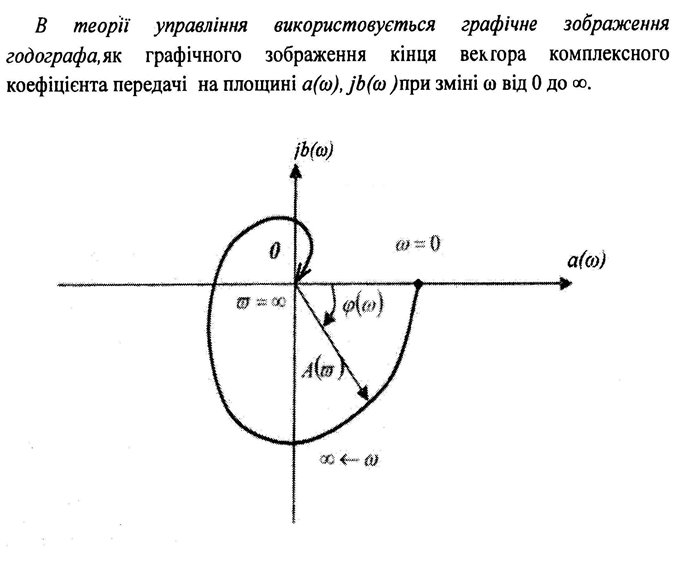 В теорії управління використовується графічне зображення
годографа,як графічного зображення кінця вектора комплексного
коефіцієнта передачі на площині a(ω), jb(ω )при зміні ω від 0 до ∞.
jb(ω)
0
ω = 0
a(ω)
ϖ = ∞
φ(ω)
A(ϖ)
∞ ← ω